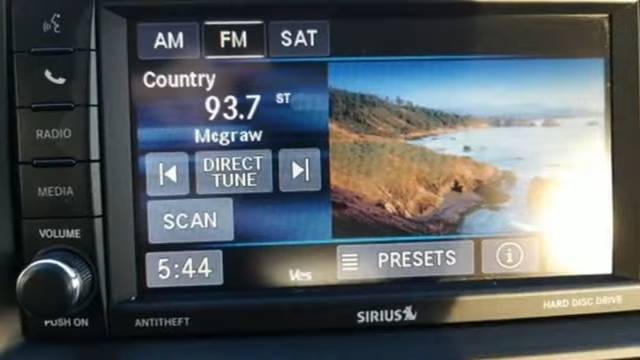 AM FM SAT
Country
93.7 ST
Mcgraw
DIRECT
TUNE
SCAN
5:44
PRESETS
RADIO
MEDIA
VOLUME
PUSH ON
ANTITHEFT
SIRIUS
HARD DISC DRIVE